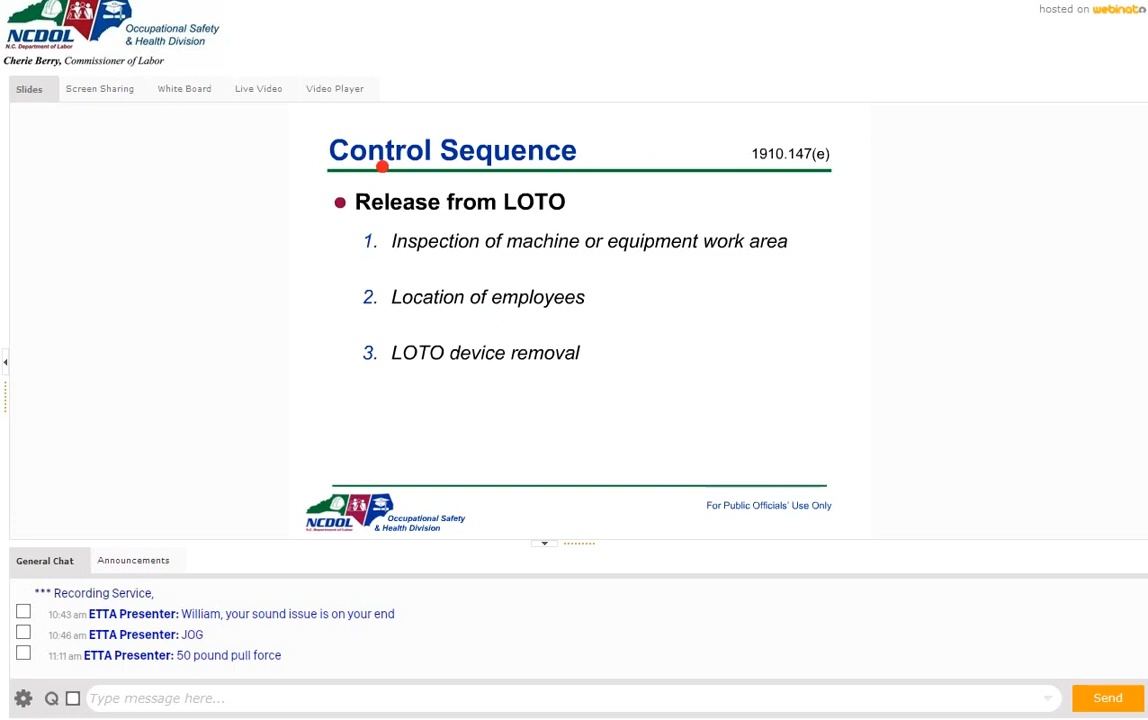 hosted on webinato
NCDOL
N.C. Department of Labor
Occupational Safety
& Health Division
Cherie Berry, Commissioner of Labor
Slides
Screen Sharing
White Board
Live Video
Video Player
Control Sequence
1910.147(e)
Release from LOTO
1. Inspection of machine or equipment work area
2. Location of employees
3. LOTO device removal
NCDOL
N.C. Department of Labor
Occupational Safety
& Health Division
For Public Officials' Use Only
General Chat
Announcements
*** Recording Service,
10:43 am ETTA Presenter: William, your sound issue is on your end
10:46 am ETTA Presenter: JOG
11:11 am ETTA Presenter: 50 pound pull force
Q
Type message here...
Send